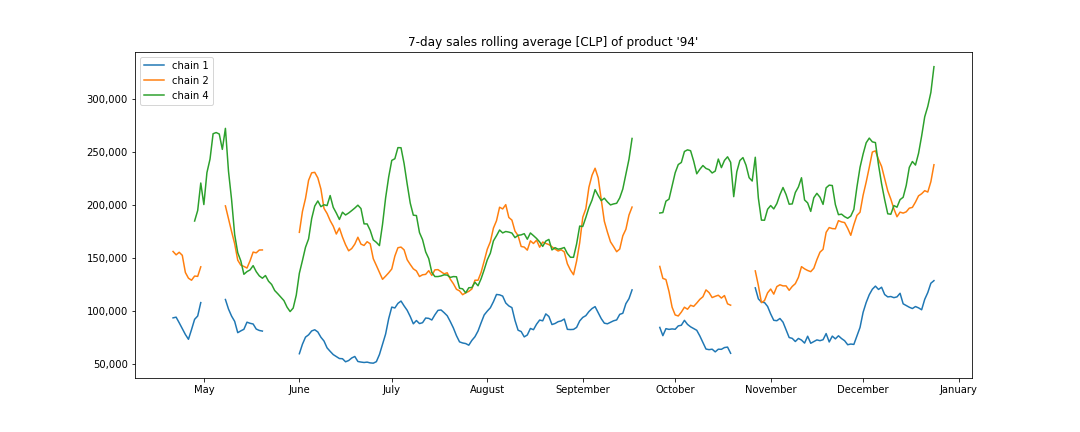 7-day sales rolling average [CLP] of product '94'
chain 1
chain 2
chain 4
300,000
250,000
200,000
150,000
100,000
50,000
May June July August September October November December January